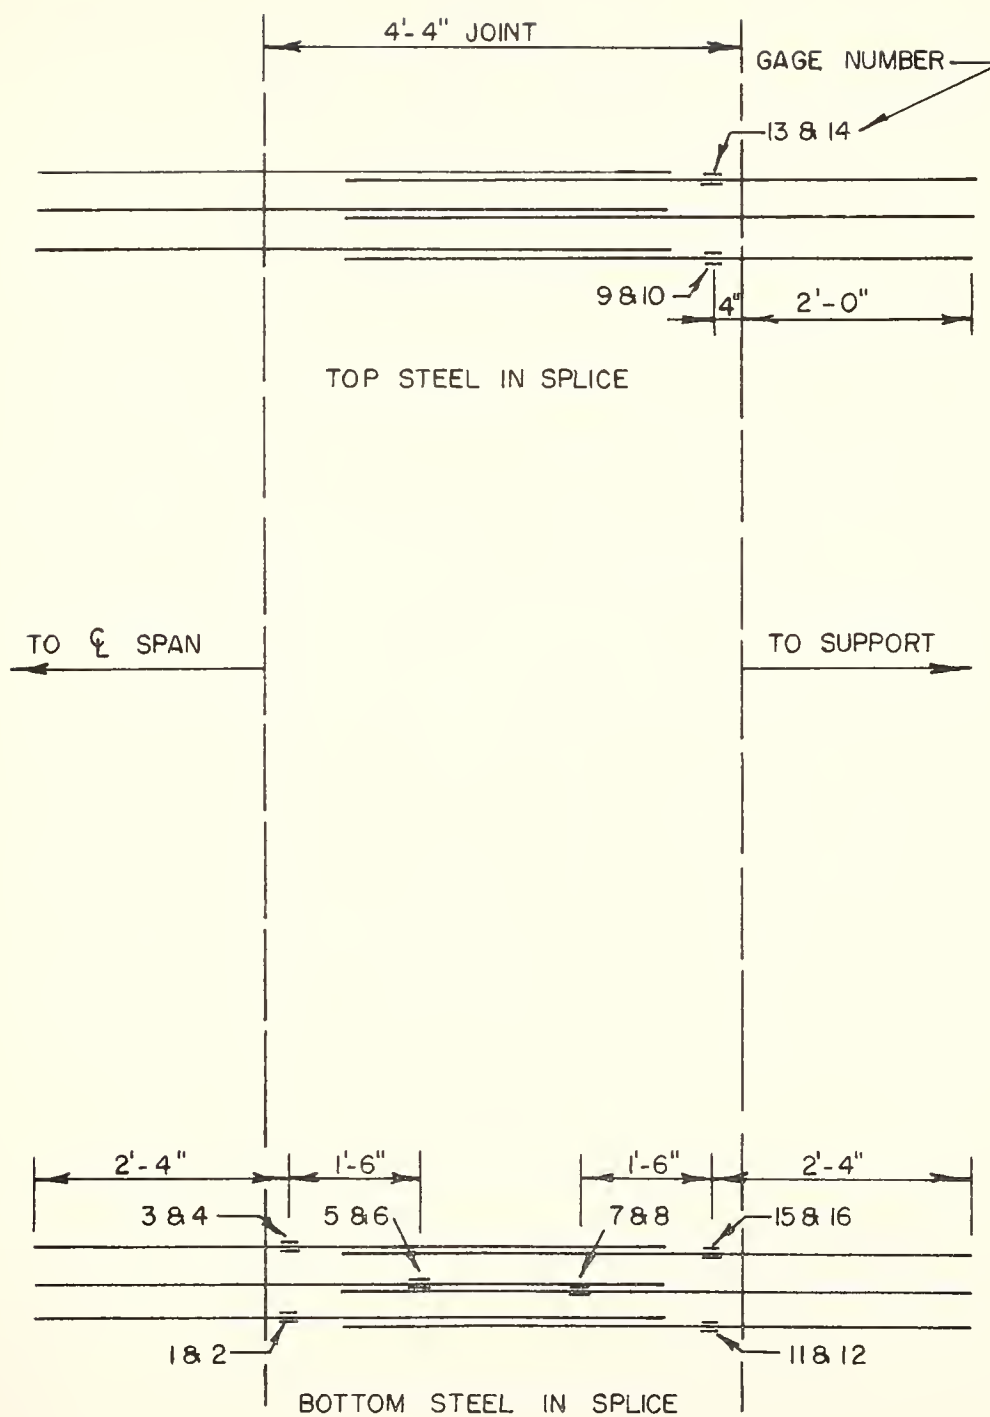 4'-4" JOINT
GAGE NUMBER
13 & 14
9 & 10
4"
2'-0"
TOP STEEL IN SPLICE
TO ℄ SPAN
TO SUPPORT
2'-4"
1'-6"
1'-6"
2'-4"
3 & 4
5 & 6
7 & 8
15 & 16
1 & 2
11 & 12
BOTTOM STEEL IN SPLICE